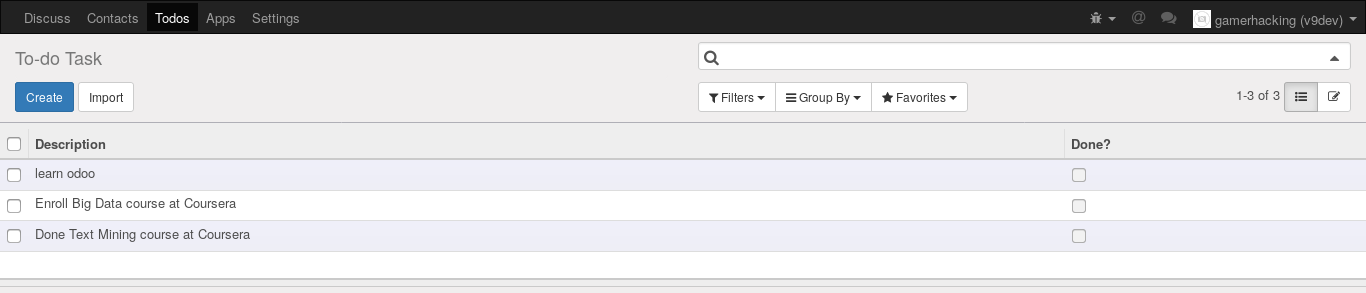 Discuss Contacts Todos Apps Settings @ gamerhacking (v9dev)
To-do Task
Create Import Filters Group By Favorites 1-3 of 3
Description Done?
learn odoo
Enroll Big Data course at Coursera
Done Text Mining course at Coursera